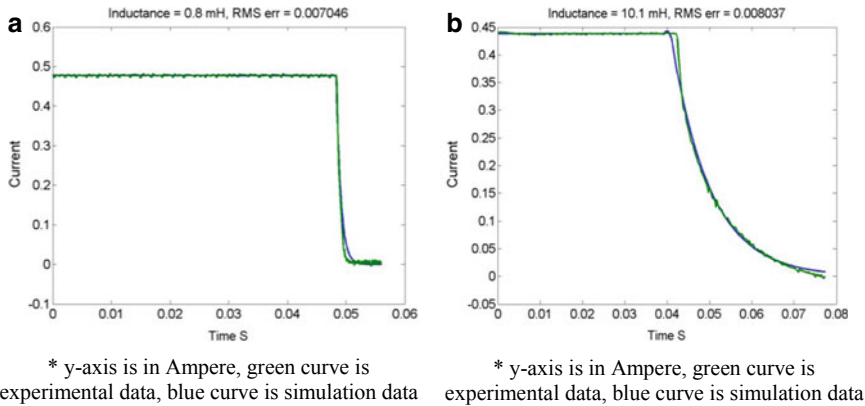 a
Inductance = 0.8 mH, RMS err = 0.007046
0.6
0.5
0.4
0.3
0.2
0.1
0
-0.1
Current
0 0.01 0.02 0.03 0.04 0.05 0.06
Time S
* y-axis is in Ampere, green curve is
experimental data, blue curve is simulation data
b
Inductance = 10.1 mH, RMS err = 0.008037
0.45
0.4
0.35
0.3
0.25
0.2
0.15
0.1
0.05
0
-0.05
Current
0 0.01 0.02 0.03 0.04 0.05 0.06 0.07 0.08
Time S
* y-axis is in Ampere, green curve is
experimental data, blue curve is simulation data